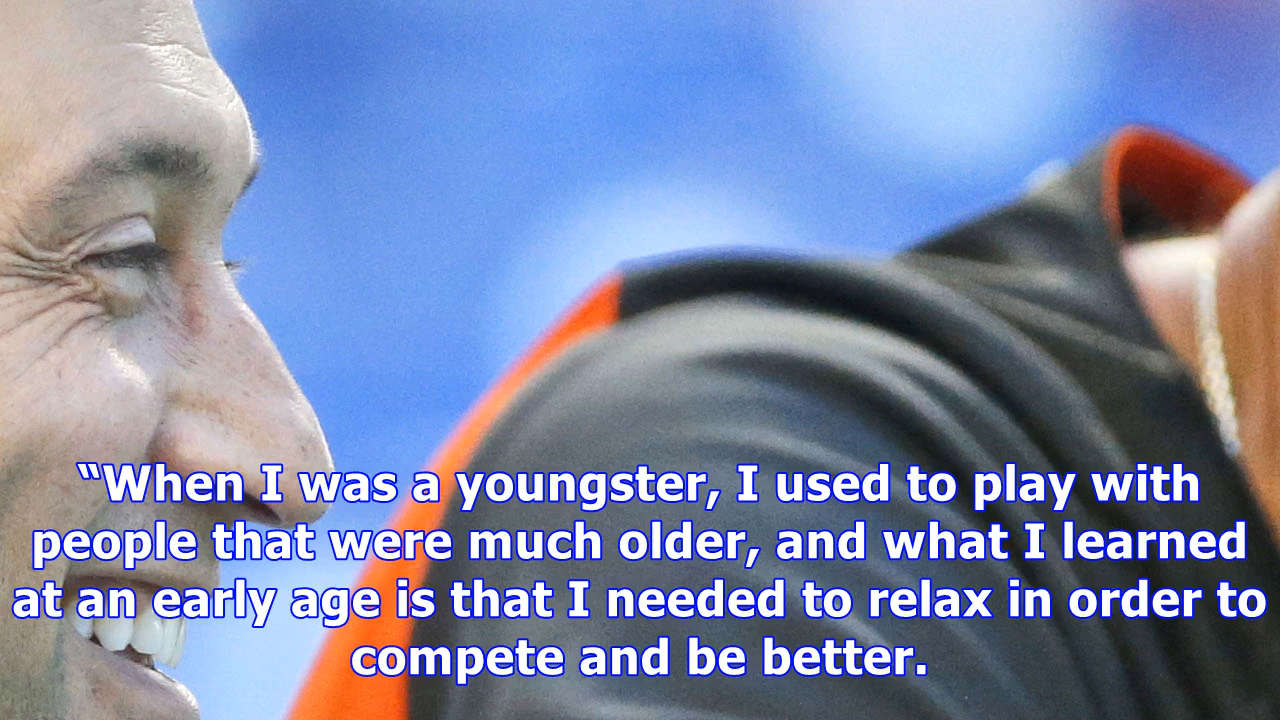 “When I was a youngster, I used to play with
people that were much older, and what I learned
at an early age is that I needed to relax in order to
compete and be better.